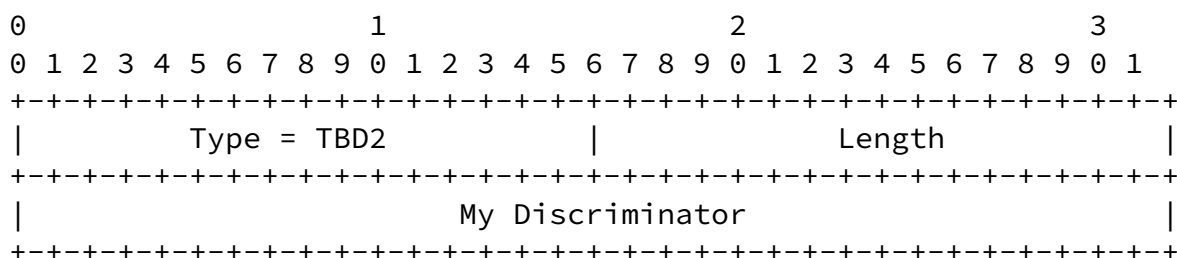 0                   1                   2                   3
0 1 2 3 4 5 6 7 8 9 0 1 2 3 4 5 6 7 8 9 0 1 2 3 4 5 6 7 8 9 0 1
+-+-+-+-+-+-+-+-+-+-+-+-+-+-+-+-+-+-+-+-+-+-+-+-+-+-+-+-+-+-+-+-+
|         Type = TBD2           |             Length            |
+-+-+-+-+-+-+-+-+-+-+-+-+-+-+-+-+-+-+-+-+-+-+-+-+-+-+-+-+-+-+-+-+
|                        My Discriminator                       |
+-+-+-+-+-+-+-+-+-+-+-+-+-+-+-+-+-+-+-+-+-+-+-+-+-+-+-+-+-+-+-+-+